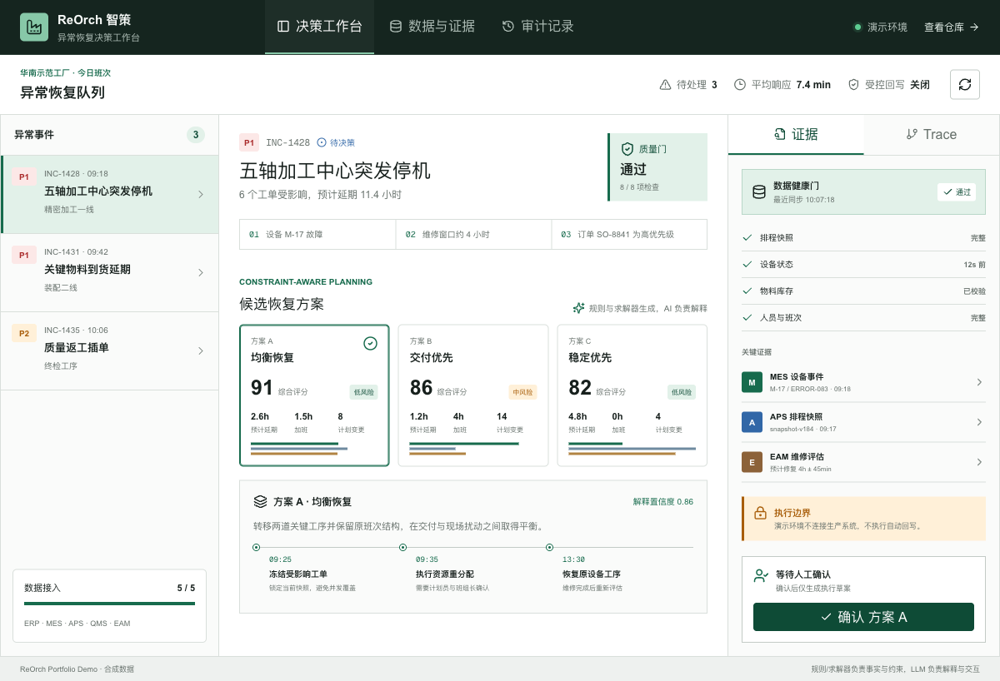 ReOrch 智策
异常恢复决策工作台
决策工作台
数据与证据
审计记录
演示环境
查看仓库
华南示范工厂 · 今日班次
异常恢复队列
待处理 3
平均响应 7.4 min
受控回写 关闭
异常事件
3
P1
INC-1428 · 09:18
五轴加工中心突发停机
精密加工一线
P1
INC-1431 · 09:42
关键物料到货延期
装配二线
P2
INC-1435 · 10:06
质量返工插单
终检工序
数据接入 5 / 5
ERP · MES · APS · QMS · EAM
P1 INC-1428 待决策
五轴加工中心突发停机
6 个工单受影响，预计延期 11.4 小时
质量门
通过
8 / 8 项检查
01 设备 M-17 故障
02 维修窗口约 4 小时
03 订单 SO-8841 为高优先级
CONSTRAINT-AWARE PLANNING
候选恢复方案
规则与求解器生成，AI 负责解释
方案 A
均衡恢复
91 综合评分 低风险
2.6h 1.5h 8
预计延期 加班 计划变更
方案 B
交付优先
86 综合评分 中风险
1.2h 4h 14
预计延期 加班 计划变更
方案 C
稳定优先
82 综合评分 低风险
4.8h 0h 4
预计延期 加班 计划变更
方案 A · 均衡恢复
解释置信度 0.86
转移两道关键工序并保留原班次结构，在交付与现场扰动之间取得平衡。
09:25
冻结受影响工单
锁定当前快照，避免并发覆盖
09:35
执行资源重分配
需要计划员与班组长确认
13:30
恢复原设备工序
维修完成后重新评估
证据
Trace
数据健康门
最近同步 10:07:18
通过
排程快照 完整
设备状态 12s 前
物料库存 已校验
人员与班次 完整
关键证据
M
MES 设备事件
M-17 / ERROR-083 · 09:18
A
APS 排程快照
snapshot-v184 · 09:17
E
EAM 维修评估
预计修复 4h ± 45min
执行边界
演示环境不连接生产系统，不执行自动回写。
等待人工确认
确认后仅生成执行草案
确认 方案 A
ReOrch Portfolio Demo · 合成数据
规则/求解器负责事实与约束，LLM 负责解释与交互